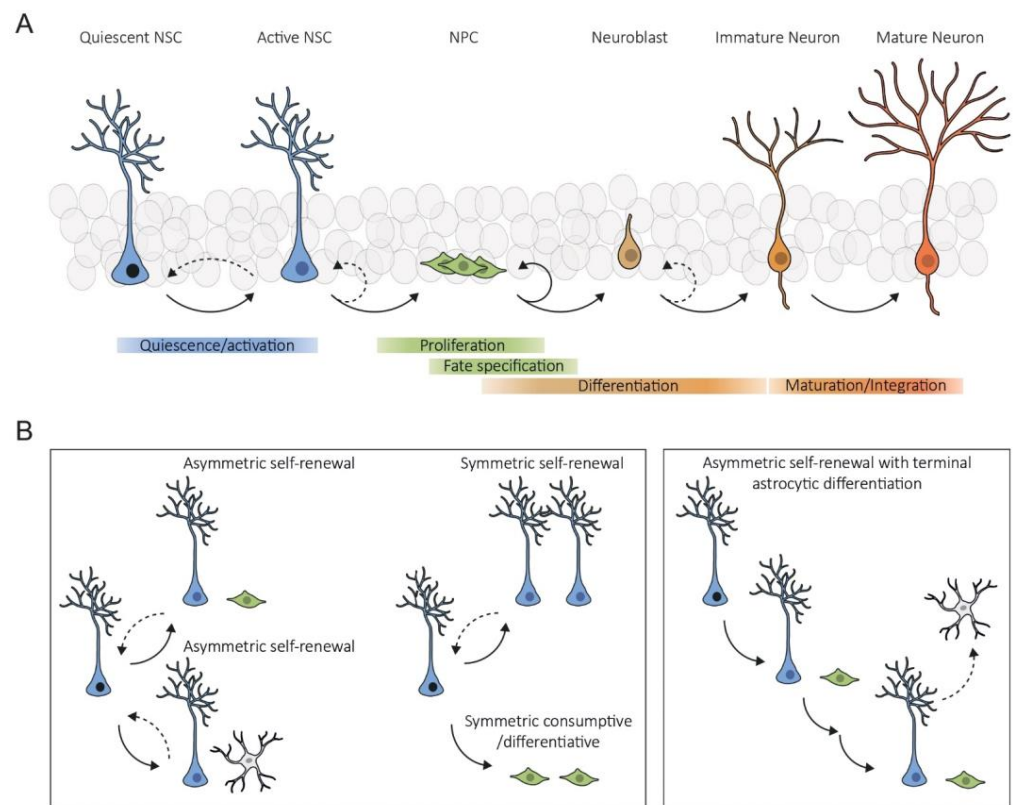 A
Quiescent NSC
Active NSC
NPC
Neuroblast
Immature Neuron
Mature Neuron
Quiescence/activation
Proliferation
Fate specification
Differentiation
Maturation/Integration
B
Asymmetric self-renewal
Asymmetric self-renewal
Symmetric self-renewal
Symmetric consumptive
/differentiative
Asymmetric self-renewal with terminal
astrocytic differentiation